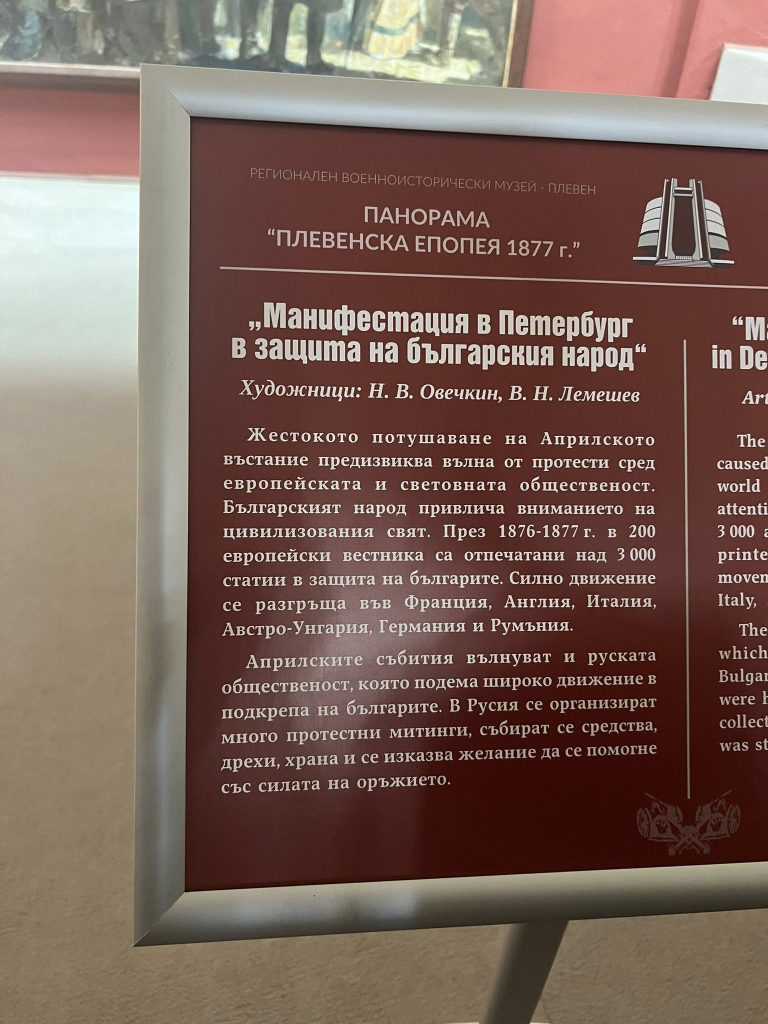 РЕГИОНАЛЕН ВОЕННОИСТОРИЧЕСКИ МУЗЕЙ - ПЛЕВЕН
ПАНОРАМА
“ПЛЕВЕНСКА ЕПОПЕЯ 1877 г.”
„Манифестация в Петербург
в защита на българския народ“
Художници: Н. В. Овечкин, В. Н. Лемешев
Жестокото потушаване на Априлското
въстание предизвиква вълна от протести сред
европейската и световната общественост.
Българският народ привлича вниманието на
цивилизования свят. През 1876-1877 г. в 200
европейски вестника са отпечатани над 3 000
статии в защита на българите. Силно движение
се разгръща във Франция, Англия, Италия,
Австро-Унгария, Германия и Румъния.
Априлските събития вълнуват и руската
общественост, която подема широко движение в
подкрепа на българите. В Русия се организират
много протестни митинги, събират се средства,
дрехи, храна и се изказва желание да се помогне
със силата на оръжието.
in De
The
caused
world
3 000 a
Italy,
The
which
were h
was st